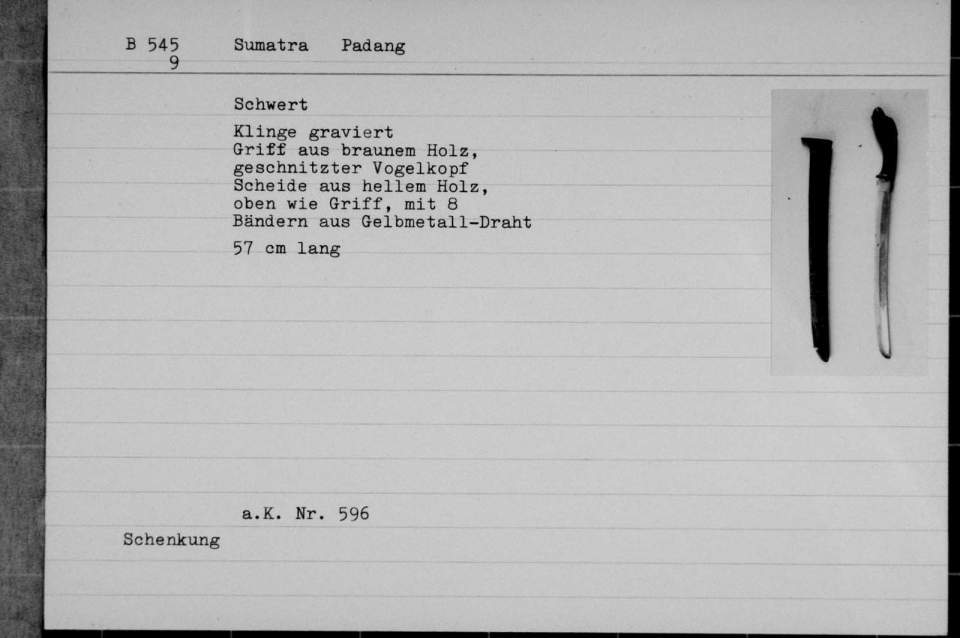 B 545 Sumatra Padang
9
Schwert
Klinge graviert
Griff aus braunem Holz,
geschnitzter Vogelkopf
Scheide aus hellem Holz,
oben wie Griff, mit 8
Bändern aus Gelbmetall-Draht
57 cm lang
a.K. Nr. 596
Schenkung